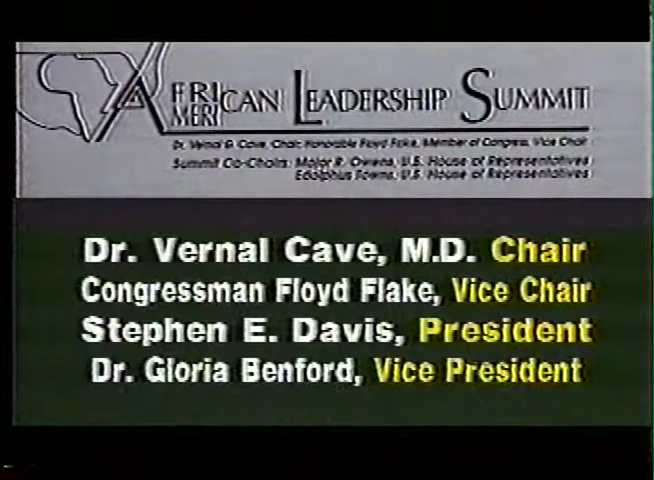 AFRICAN AMERICAN LEADERSHIP SUMMIT
Dr. Vernal G. Cave, Chair, Honorable Floyd Flake, Member of Congress, Vice Chair
Summit Co-Chairs: Major R. Owens, U.S. House of Representatives
Edolphus Towns, U.S. House of Representatives
Dr. Vernal Cave, M.D. Chair
Congressman Floyd Flake, Vice Chair
Stephen E. Davis, President
Dr. Gloria Benford, Vice President